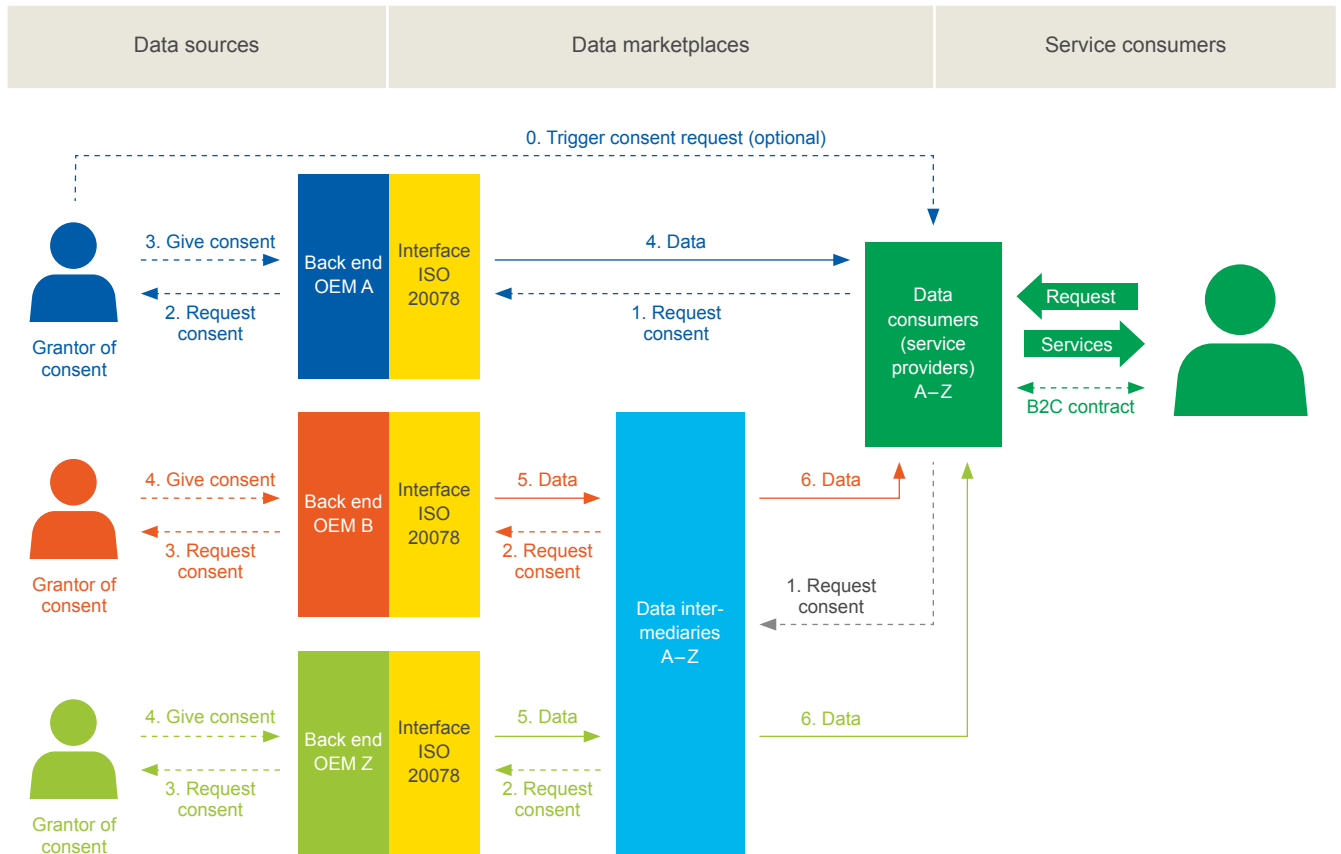 Data sources
Data marketplaces
Service consumers
0. Trigger consent request (optional)
3. Give consent
2. Request
consent
Grantor of
consent
Back end
OEM A
Interface
ISO
20078
4. Data
1. Request
consent
Data
consumers
(service
providers)
A–Z
Request
Services
B2C contract
4. Give consent
3. Request
consent
Grantor of
consent
Back end
OEM B
Interface
ISO
20078
5. Data
2. Request
consent
6. Data
1. Request
consent
Data inter-
mediaries
A–Z
4. Give consent
3. Request
consent
Grantor of
consent
Back end
OEM Z
Interface
ISO
20078
5. Data
2. Request
consent
6. Data